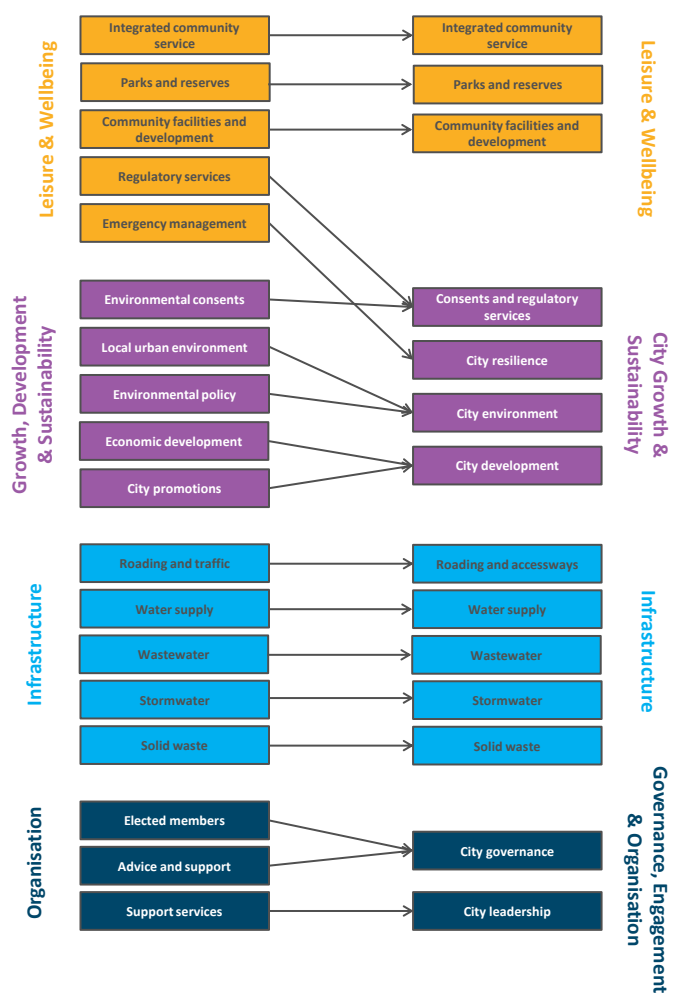 Leisure & Wellbeing
Integrated community
service
Parks and reserves
Community facilities and
development
Regulatory services
Emergency management
Growth, Development
& Sustainability
Environmental consents
Local urban environment
Environmental policy
Economic development
City promotions
Infrastructure
Roading and traffic
Water supply
Wastewater
Stormwater
Solid waste
Organisation
Elected members
Advice and support
Support services
Integrated community
service
Parks and reserves
Community facilities and
development
Leisure & Wellbeing
Consents and regulatory
services
City resilience
City environment
City development
City Growth &
Sustainability
Roading and accessways
Water supply
Wastewater
Stormwater
Solid waste
Infrastructure
City governance
City leadership
Governance, Engagement
& Organisation